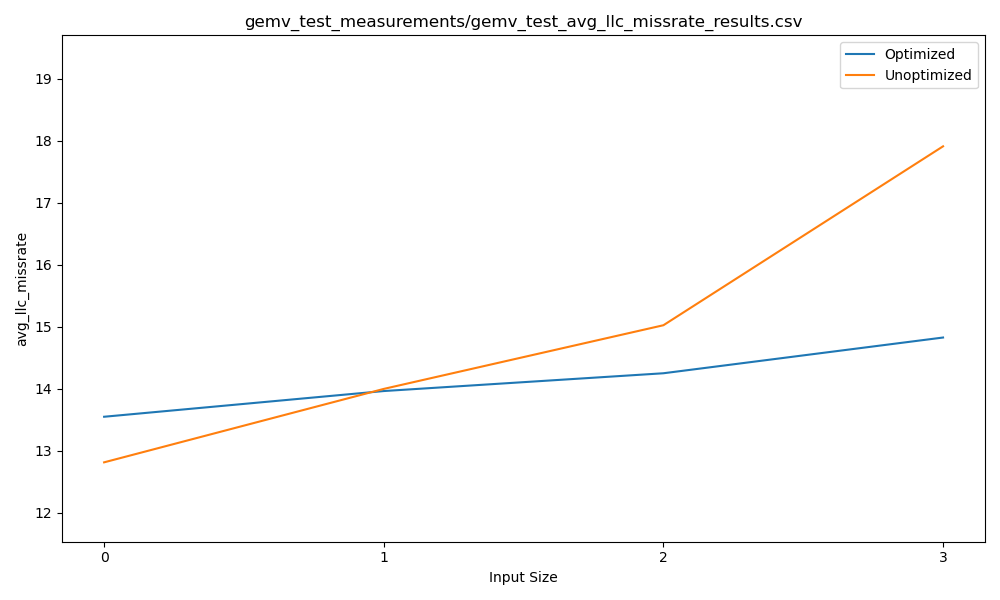 gemv_test_measurements/gemv_test_avg_llc_missrate_results.csv
Optimized
Unoptimized
19
18
17
16
15
14
13
12
avg_llc_missrate
0 1 2 3
Input Size